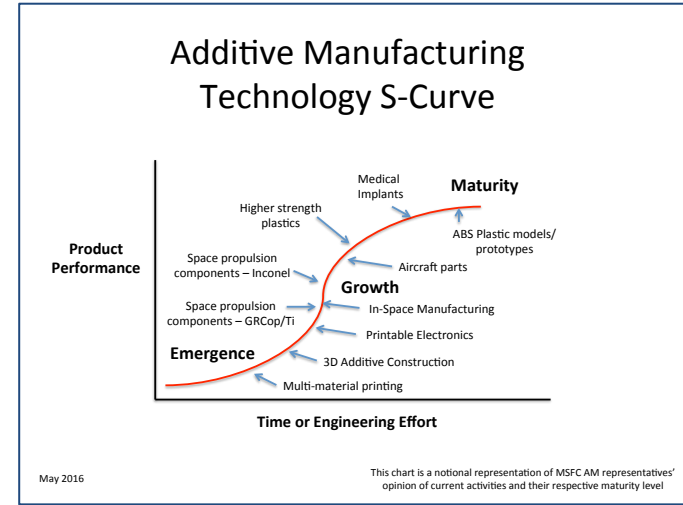 Additive Manufacturing
Technology S-Curve
Medical
Implants
Maturity
Higher strength
plastics
ABS Plastic models/
prototypes
Product
Performance
Space propulsion
components – Inconel
Aircraft parts
Growth
Space propulsion
components – GRCop/Ti
In-Space Manufacturing
Printable Electronics
Emergence
3D Additive Construction
Multi-material printing
Time or Engineering Effort
May 2016
This chart is a notional representation of MSFC AM representatives’
opinion of current activities and their respective maturity level